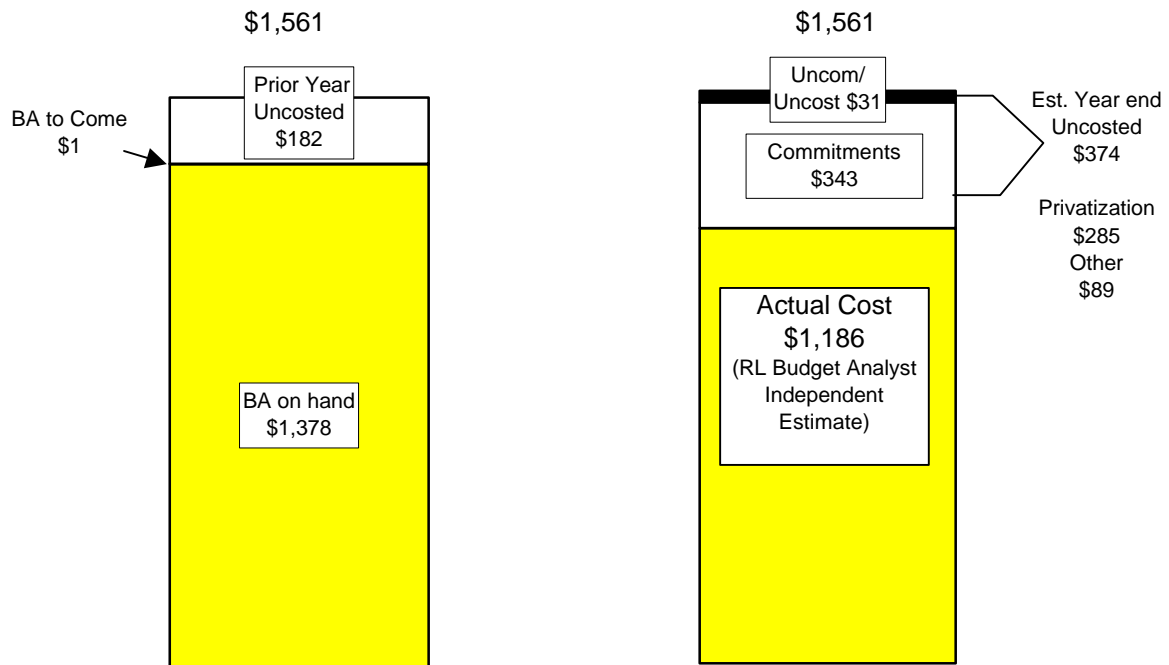 $1,561
BA to Come
$1
Prior Year
Uncosted
$182
BA on hand
$1,378
$1,561
Uncom/
Uncost $31
Commitments
$343
Est. Year end
Uncosted
$374
Privatization
$285
Other
$89
Actual Cost
$1,186
(RL Budget Analyst
Independent
Estimate)